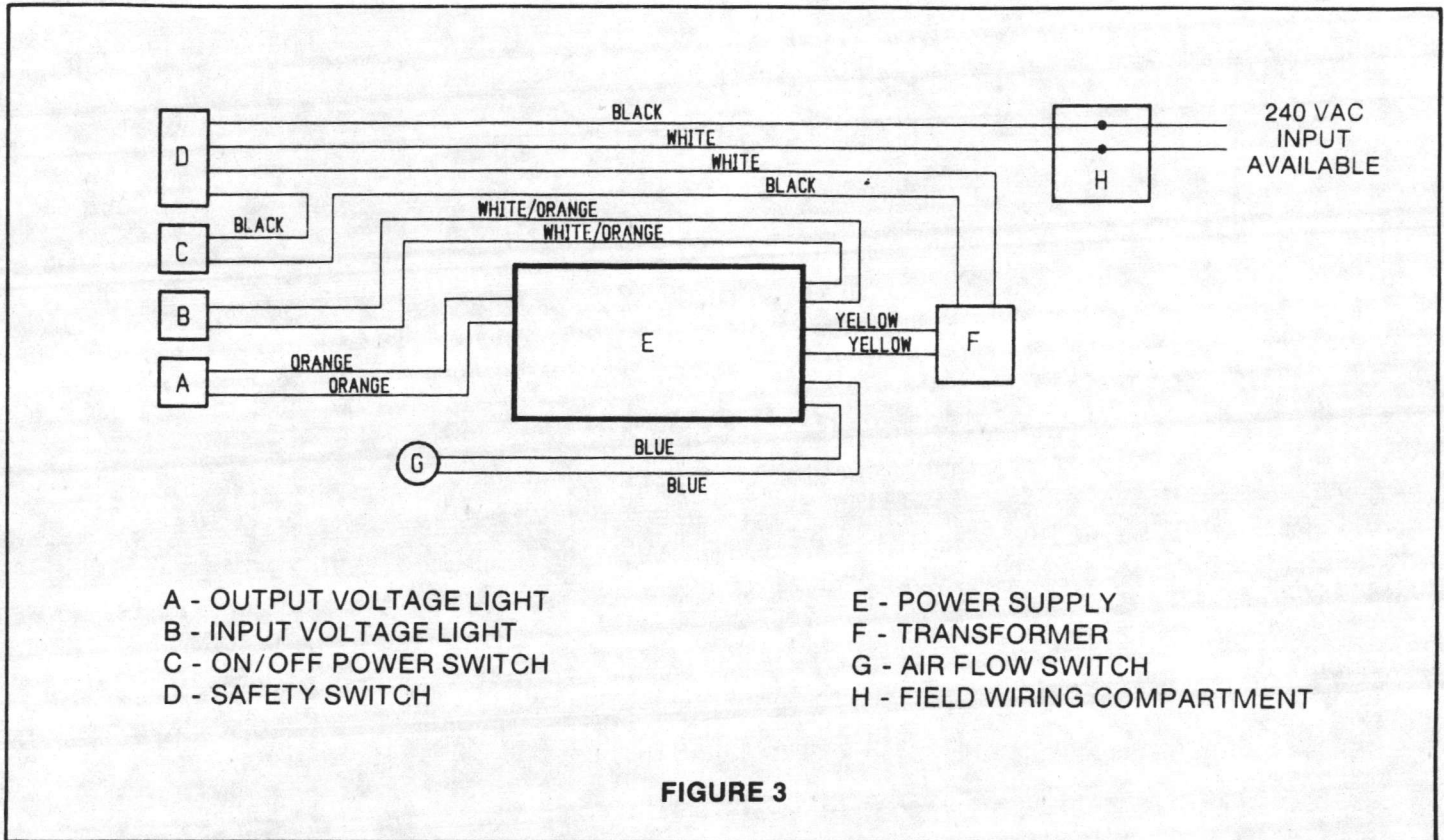 BLACK
240 VAC
INPUT
AVAILABLE
WHITE
WHITE
D
H
BLACK
WHITE/ORANGE
BLACK
WHITE/ORANGE
C
B
YELLOW
E
F
YELLOW
ORANGE
A
ORANGE
BLUE
G
BLUE
A - OUTPUT VOLTAGE LIGHT
B - INPUT VOLTAGE LIGHT
C - ON/OFF POWER SWITCH
D - SAFETY SWITCH
E - POWER SUPPLY
F - TRANSFORMER
G - AIR FLOW SWITCH
H - FIELD WIRING COMPARTMENT
FIGURE 3